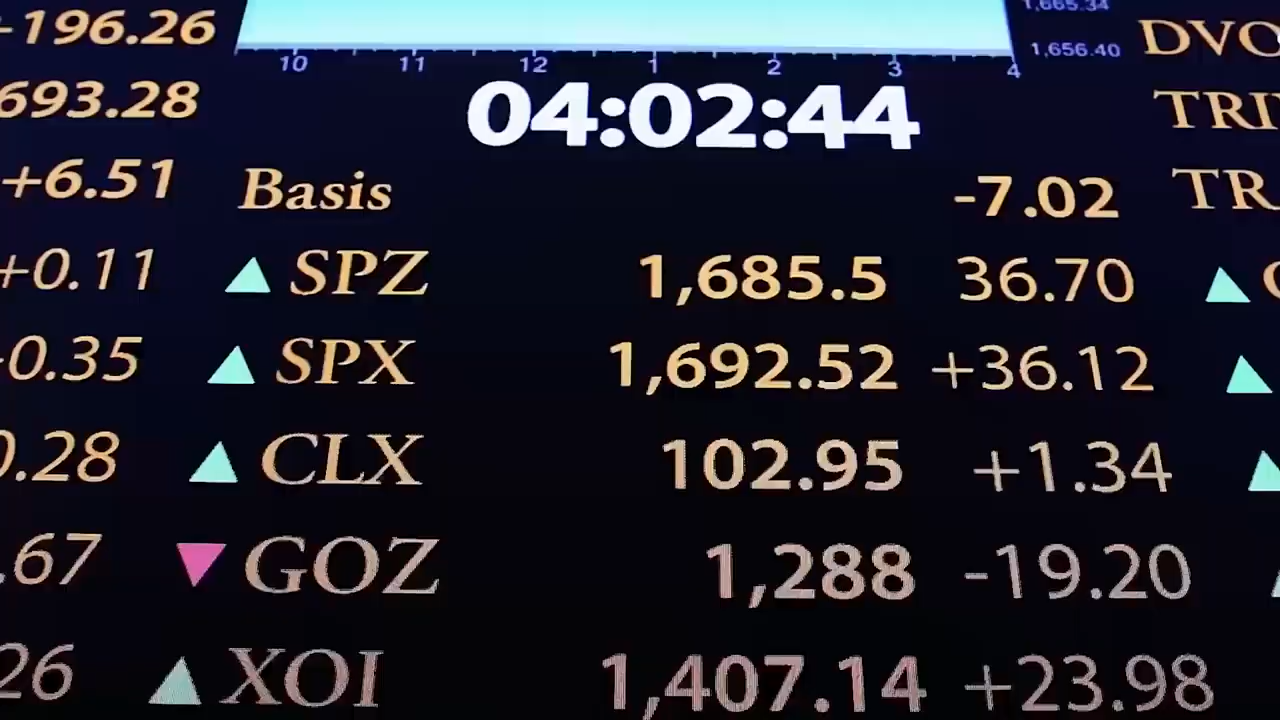 -196.26 1,665.34 DVO
10 11 12 1 2 3 4 1,656.40
693.28 04:02:44 TRI
+6.51 Basis -7.02 TR
+0.11 ▲ SPZ 1,685.5 36.70 ▲
-0.35 ▲ SPX 1,692.52 +36.12 ▲
0.28 ▲ CLX 102.95 +1.34
.67 ▼ GOZ 1,288 -19.20
26 ▲ XOI 1,407.14 +23.98